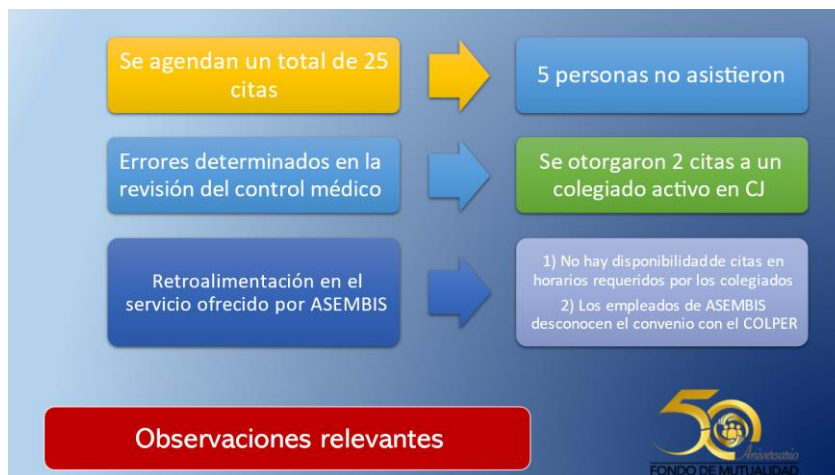 Se agendan un total de 25
citas
5 personas no asistieron
Errores determinados en la
revisión del control médico
Se otorgaron 2 citas a un
colegiado activo en CJ
Retroalimentación en el
servicio ofrecido por ASEMBIS
1) No hay disponibilidad de citas en
horarios requeridos por los colegiados
2) Los empleados de ASEMBIS
desconocen el convenio con el COLPER
Observaciones relevantes
50
Aniversario
FONDO DE MUTUALIDAD